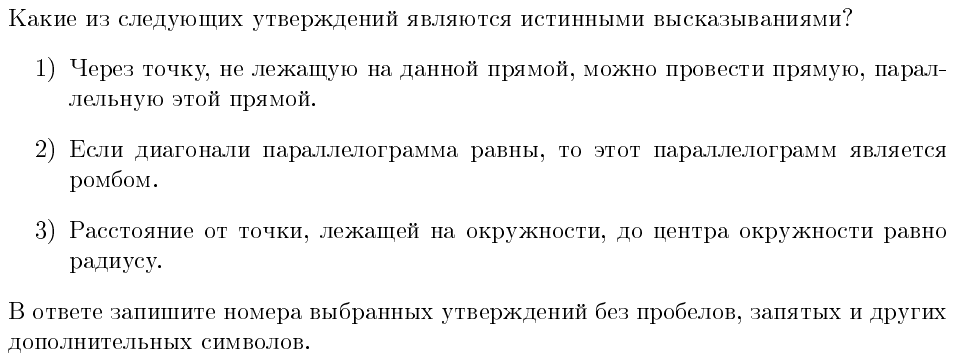 Какие из следующих утверждений являются истинными высказываниями?
1) Через точку, не лежащую на данной прямой, можно провести прямую, парал-
лельную этой прямой.
2) Если диагонали параллелограмма равны, то этот параллелограмм является
ромбом.
3) Расстояние от точки, лежащей на окружности, до центра окружности равно
радиусу.
В ответе запишите номера выбранных утверждений без пробелов, запятых и других
дополнительных символов.